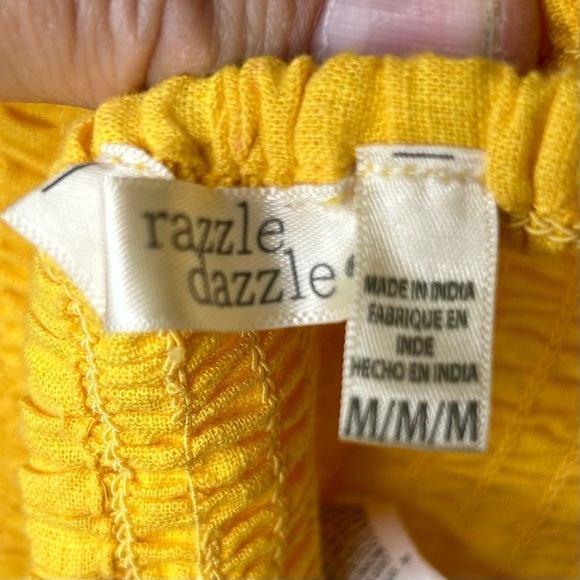 razzle
dazzle
MADE IN INDIA
FABRIQUE EN
INDE
HECHO EN INDIA
M/M/M